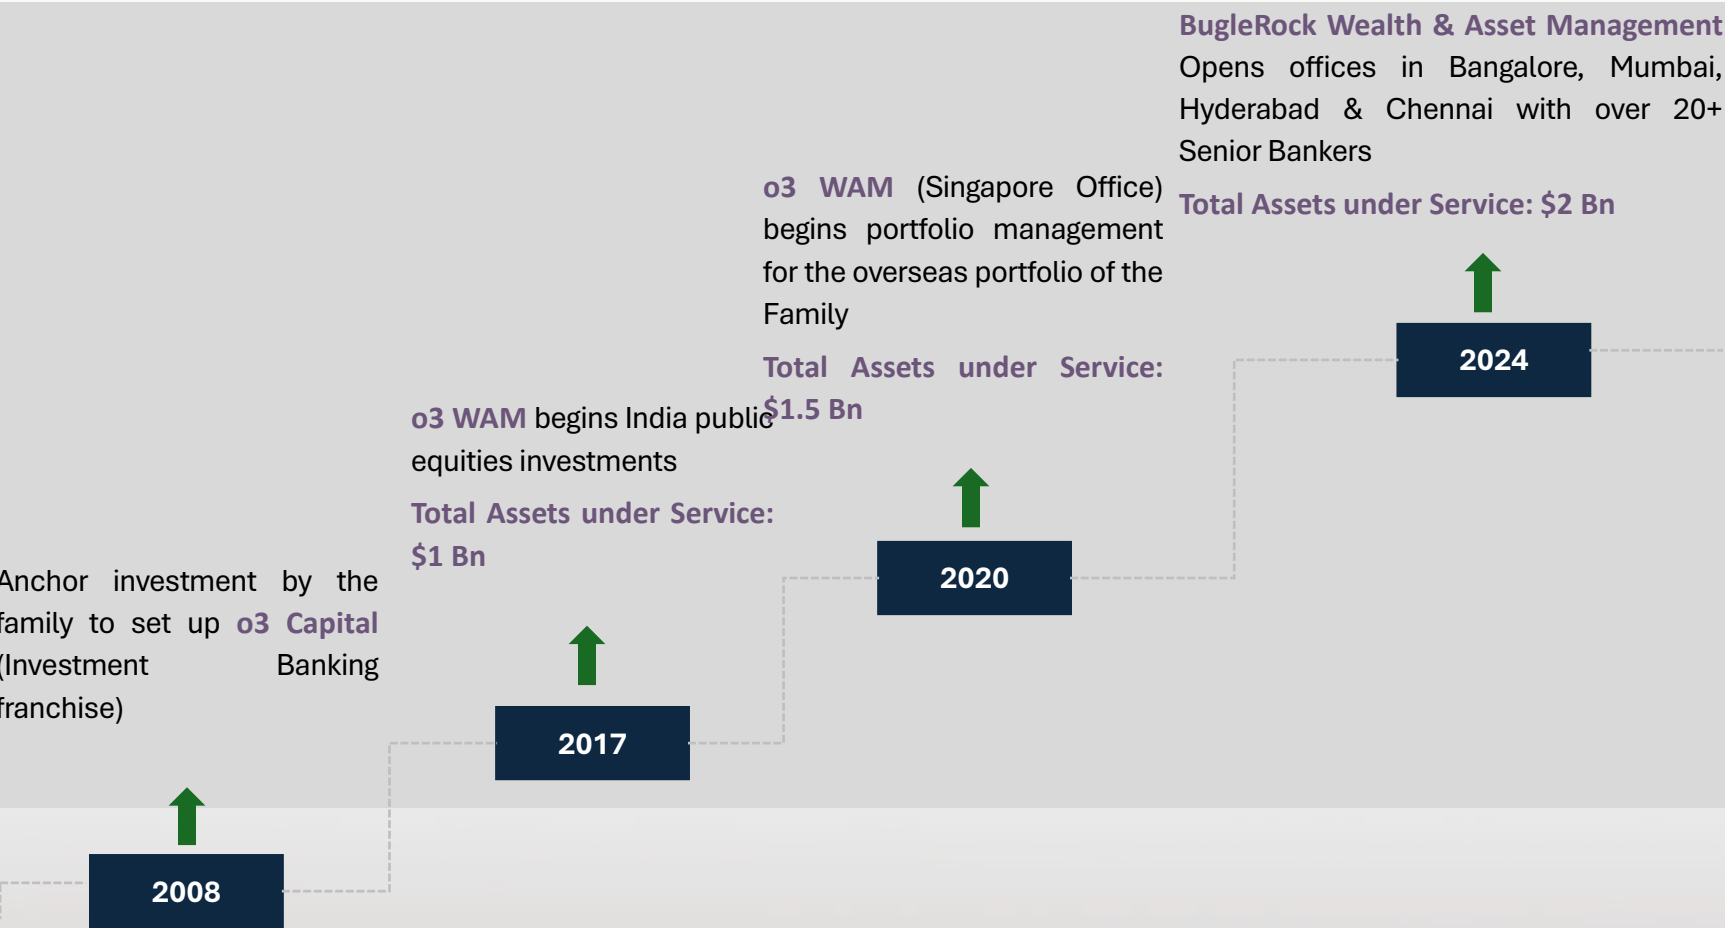 BugleRock Wealth & Asset Management
Opens offices in Bangalore, Mumbai,
Hyderabad & Chennai with over 20+
Senior Bankers
Total Assets under Service: $2 Bn
2024
o3 WAM (Singapore Office)
begins portfolio management
for the overseas portfolio of the
Family
Total Assets under Service:
$1.5 Bn
2020
o3 WAM begins India public
equities investments
Total Assets under Service:
$1 Bn
2017
Anchor investment by the
family to set up o3 Capital
(Investment Banking
franchise)
2008